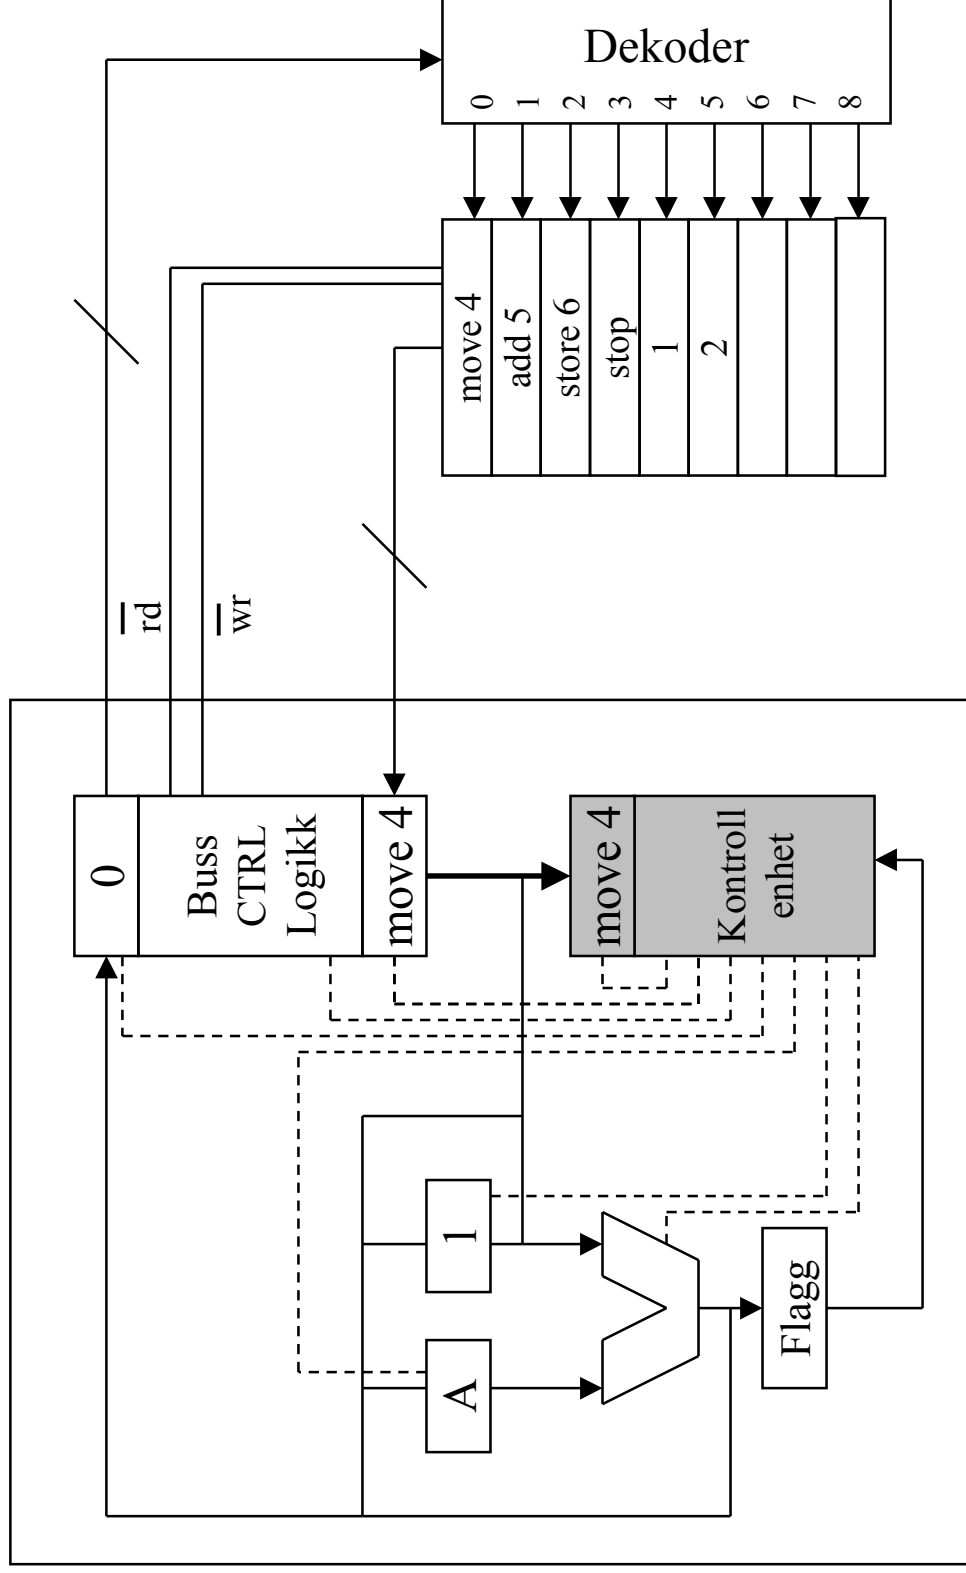 Dekoder
0
1
2
3
4
5
6
7
8
move 4
add 5
store 6
stop
1
2
rd
wr
0
Buss
CTRL
Logikk
move 4
move 4
Kontroll
enhet
1
A
Flagg